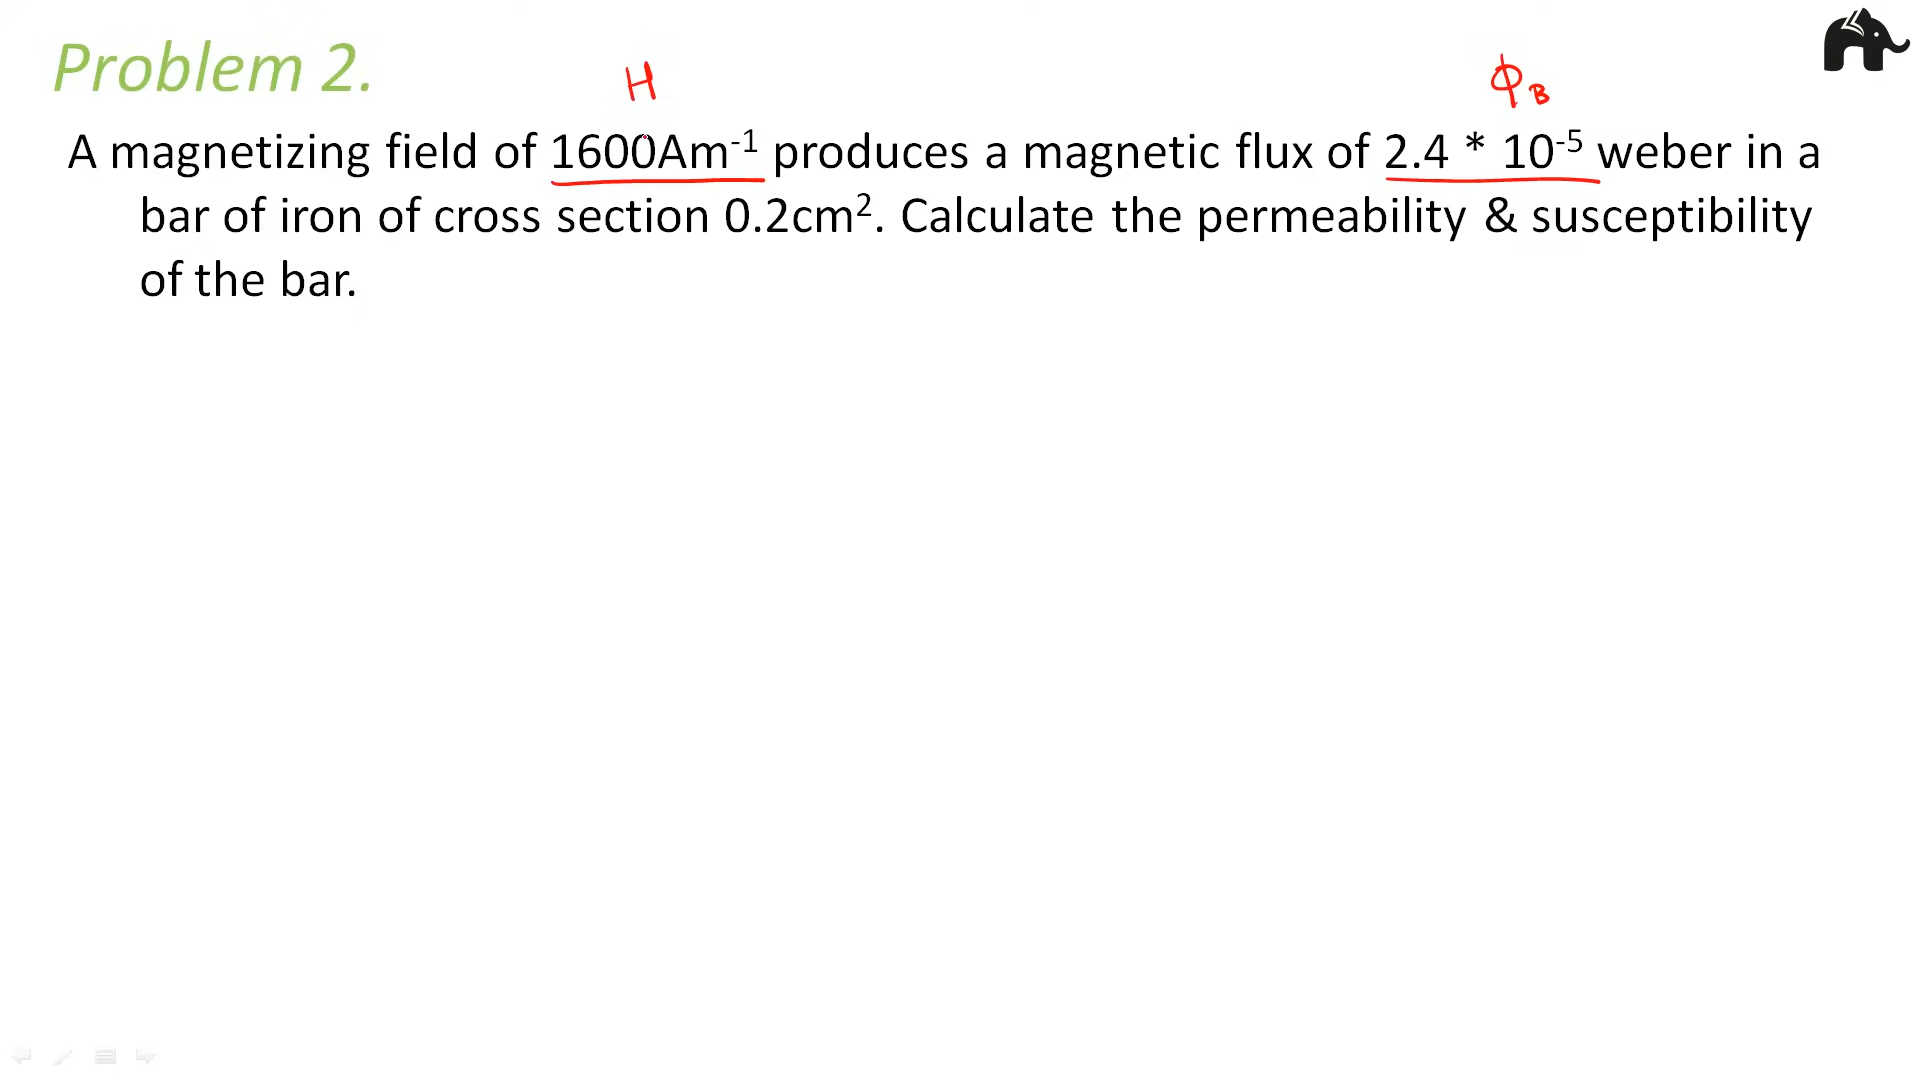 Problem 2.
H
ΦB
A magnetizing field of 1600Am⁻¹ produces a magnetic flux of 2.4 * 10⁻⁵ weber in a
bar of iron of cross section 0.2cm². Calculate the permeability & susceptibility
of the bar.